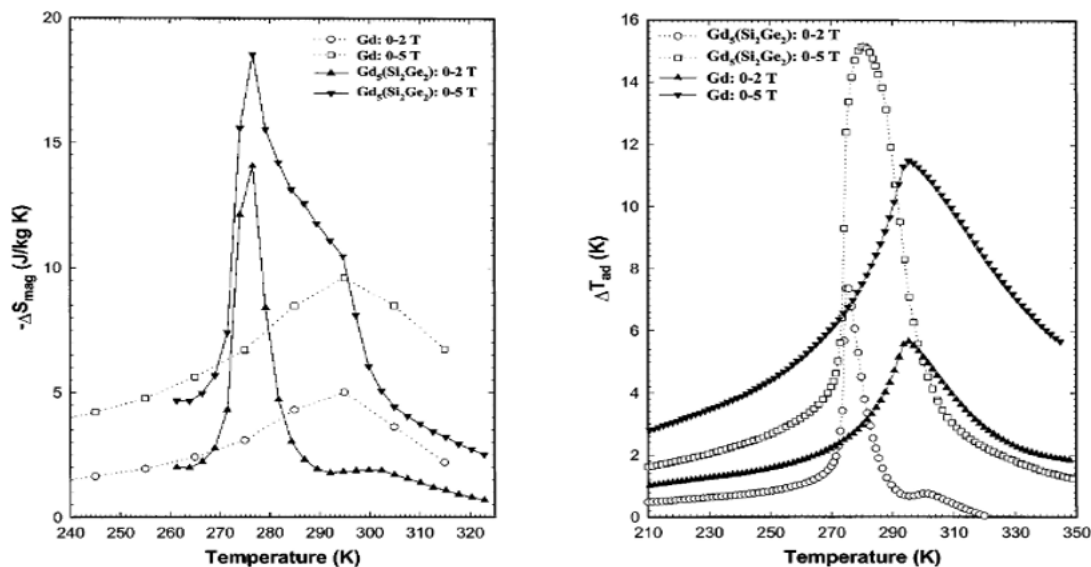 20
15
10
5
0
-ΔS_mag (J/kg K)
Gd: 0-2 T
Gd: 0-5 T
Gd₅(Si₂Ge₂): 0-2 T
Gd₅(Si₂Ge₂): 0-5 T
240 250 260 270 280 290 300 310 320
Temperature (K)
16
14
12
10
8
6
4
2
0
ΔT_ad (K)
Gd₅(Si₂Ge₂): 0-2 T
Gd₅(Si₂Ge₂): 0-5 T
Gd: 0-2 T
Gd: 0-5 T
210 230 250 270 290 310 330 350
Temperature (K)